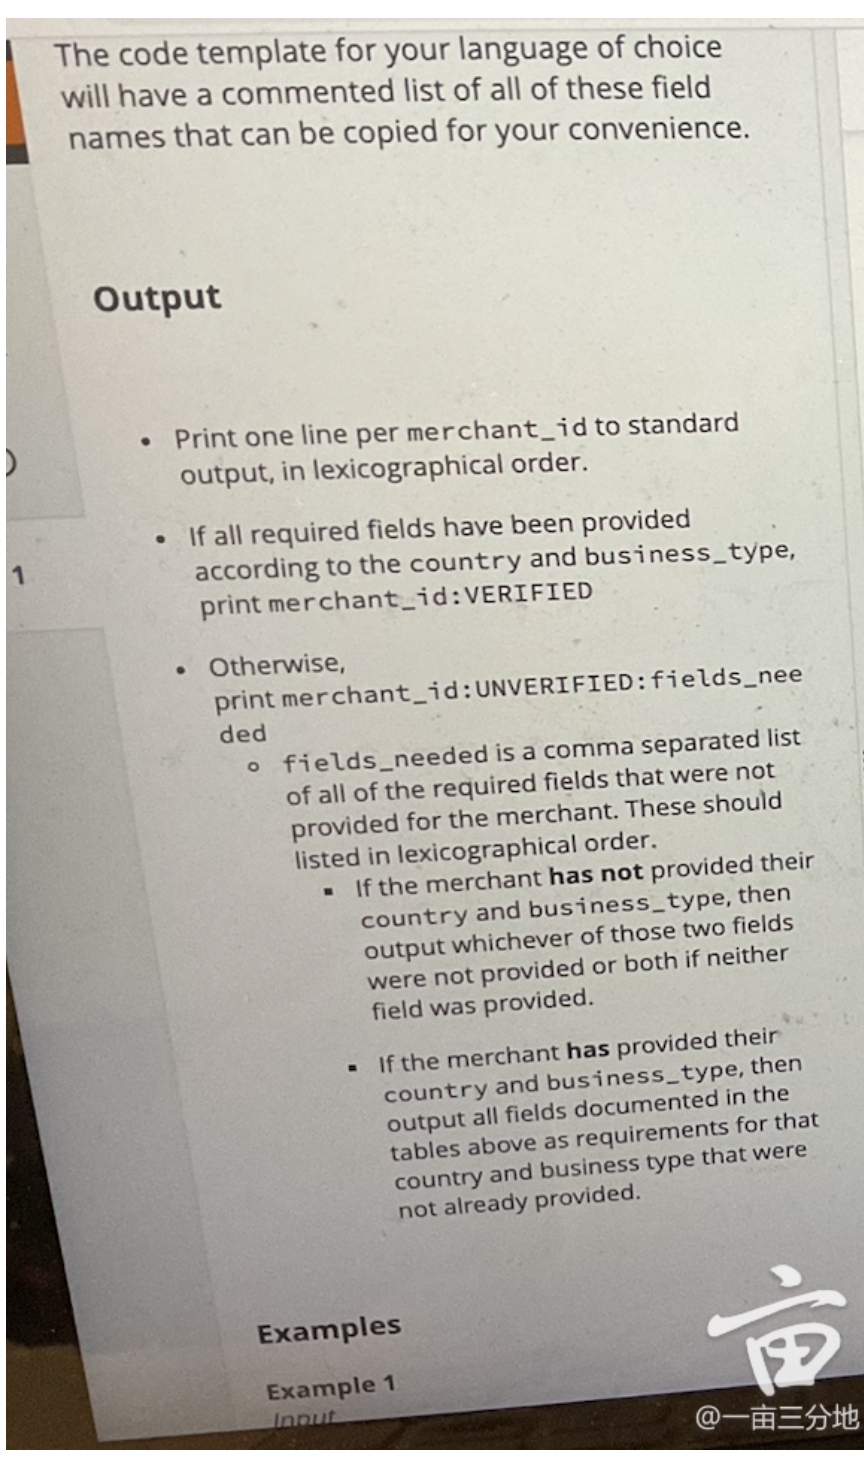 The code template for your language of choice
will have a commented list of all of these field
names that can be copied for your convenience.
Output
• Print one line per merchant_id to standard
output, in lexicographical order.
• If all required fields have been provided
according to the country and business_type,
print merchant_id:VERIFIED
1
• Otherwise,
print merchant_id:UNVERIFIED:fields_nee
ded
o fields_needed is a comma separated list
of all of the required fields that were not
provided for the merchant. These should
listed in lexicographical order.
▪ If the merchant has not provided their
country and business_type, then
output whichever of those two fields
were not provided or both if neither
field was provided.
▪ If the merchant has provided their
country and business_type, then
output all fields documented in the
tables above as requirements for that
country and business type that were
not already provided.
Examples
Example 1
Input
亩
@一亩三分地